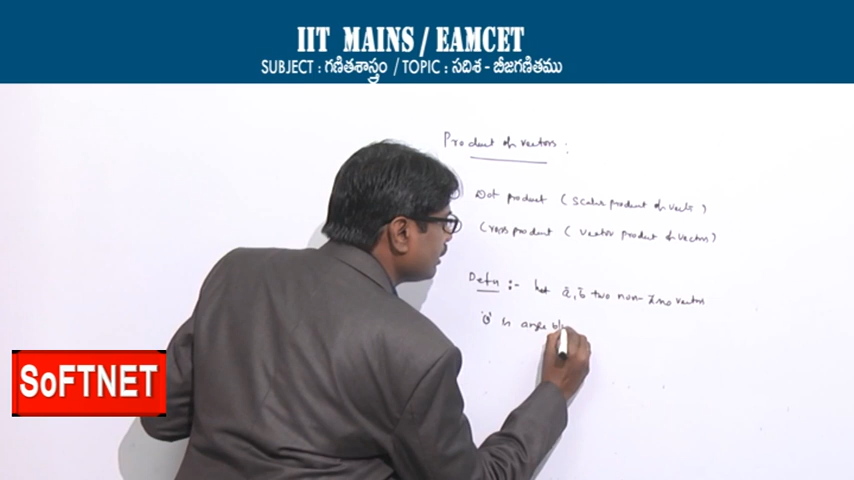 IIT MAINS / EAMCET
SUBJECT : గణితశాస్త్రం / TOPIC : సదిశ - బీజగణితము
Product of vectors :
Dot product ( scalar product of vects )
Cross product ( vector product of vectors )
Defn :- Let ā, b̄ two non-zero vectors
'θ' is angle b/
SoFTNET